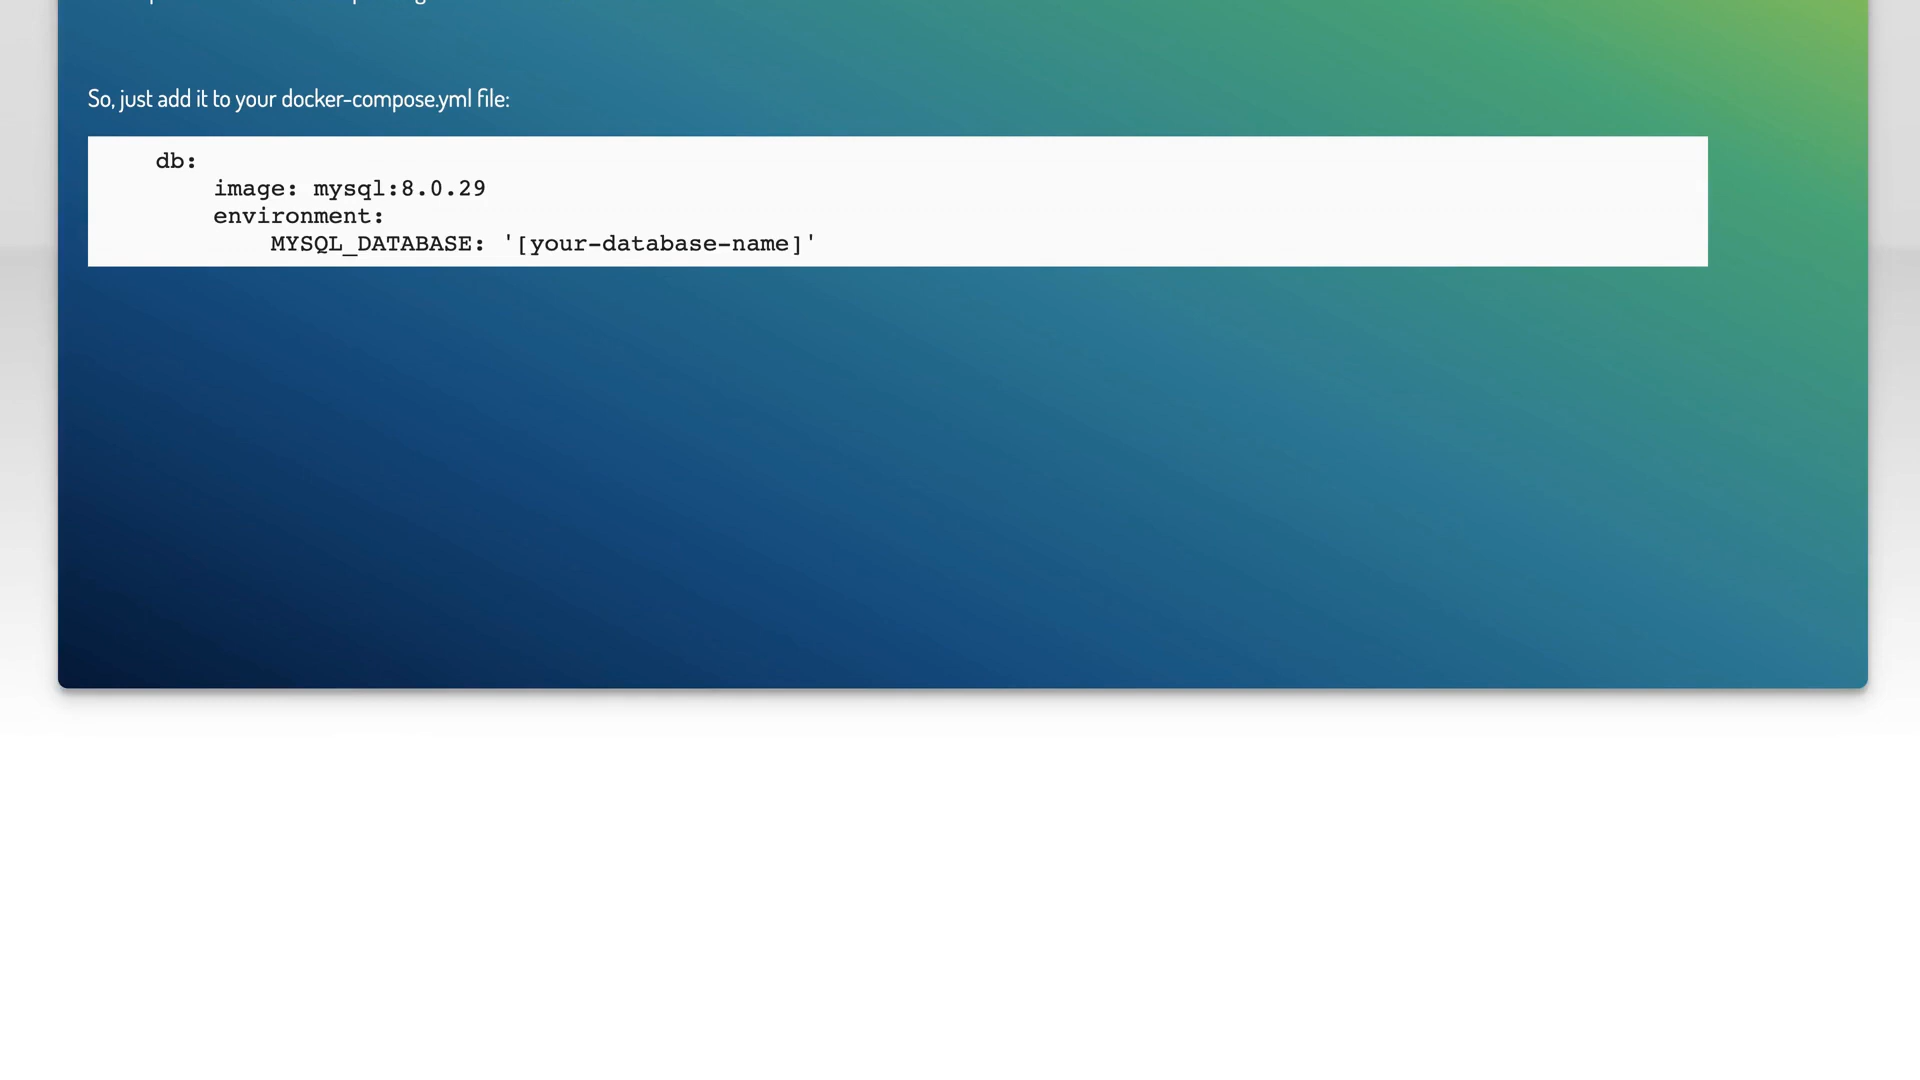 So, just add it to your docker-compose.yml file:
db:
image: mysql:8.0.29
environment:
MYSQL_DATABASE: '[your-database-name]'